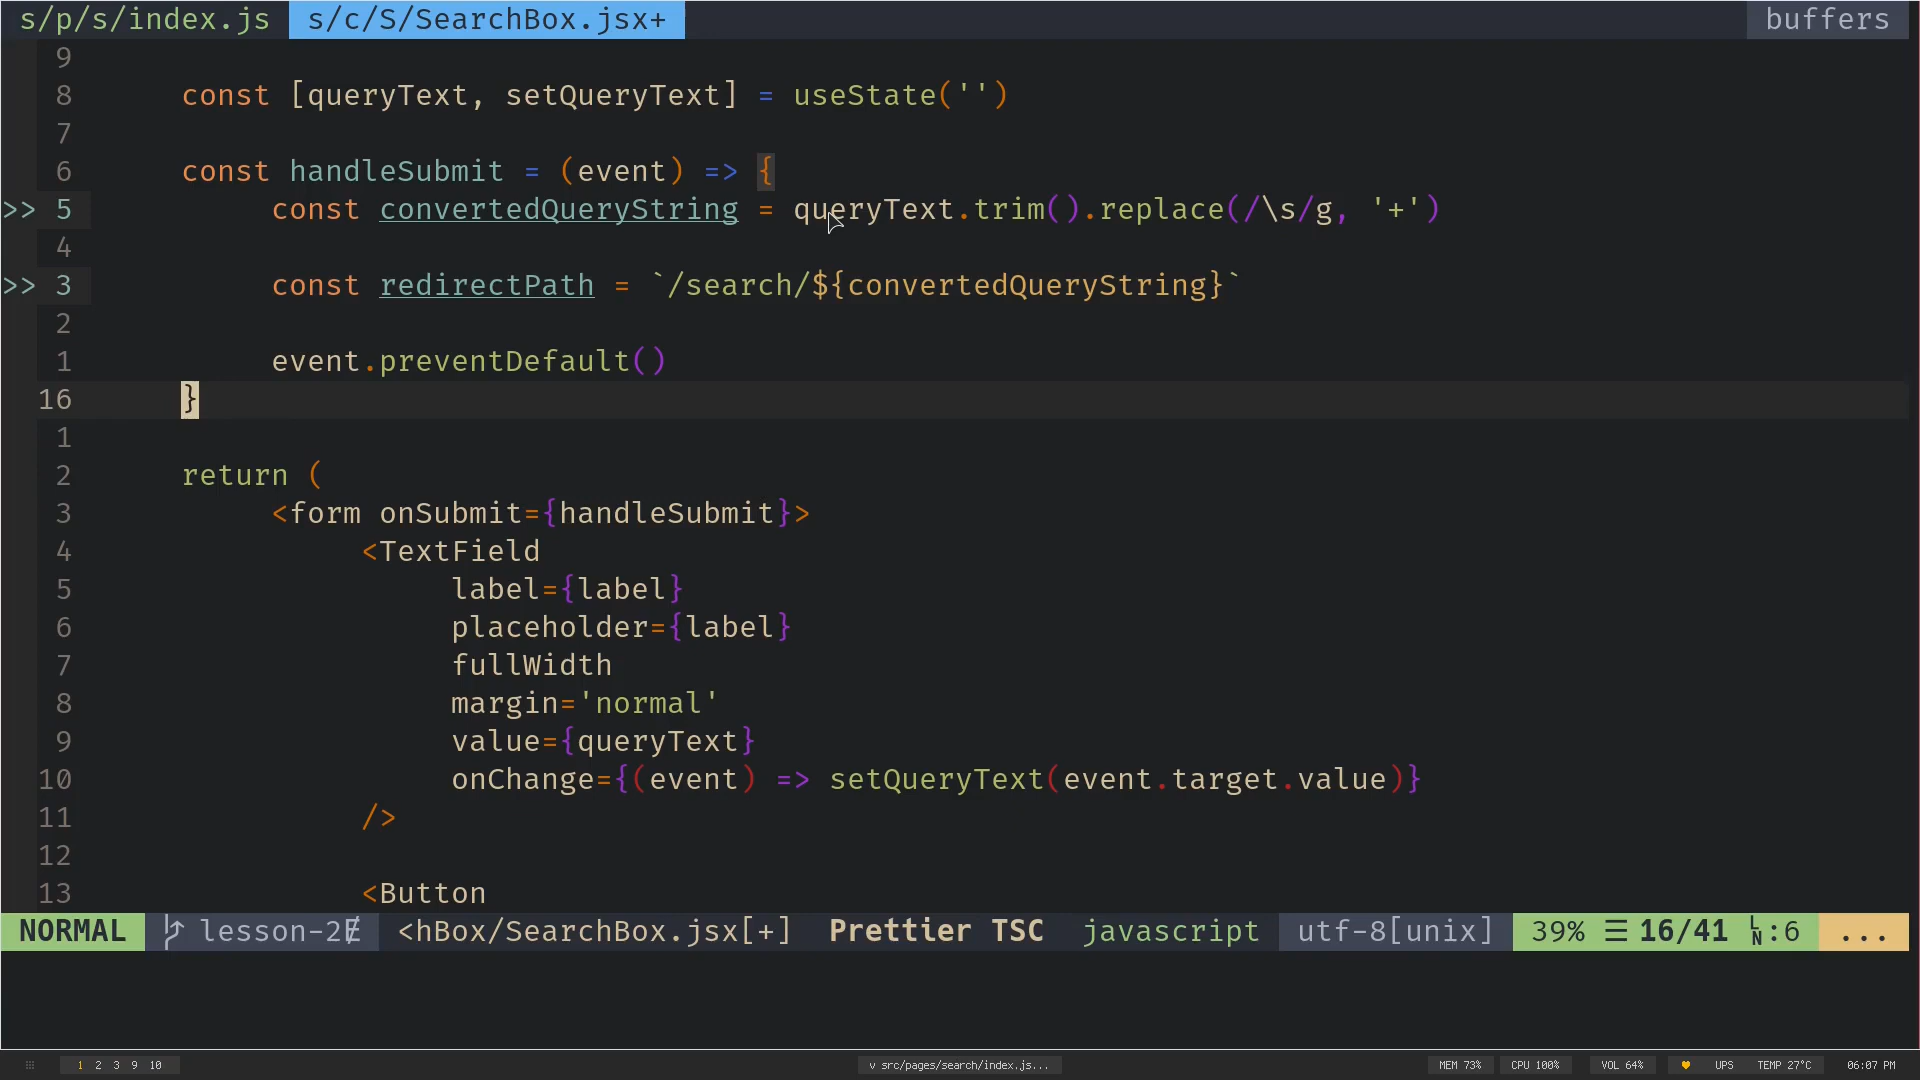 s/p/s/index.js s/c/S/SearchBox.jsx+ buffers
9
8 const [queryText, setQueryText] = useState('')
7
6 const handleSubmit = (event) => {
>> 5 const convertedQueryString = queryText.trim().replace(/\s/g, '+')
4
>> 3 const redirectPath = `/search/${convertedQueryString}`
2
1 event.preventDefault()
16 }
1
2 return (
3 <form onSubmit={handleSubmit}>
4 <TextField
5 label={label}
6 placeholder={label}
7 fullWidth
8 margin='normal'
9 value={queryText}
10 onChange={(event) => setQueryText(event.target.value)}
11 />
12
13 <Button
NORMAL lesson-2 <hBox/SearchBox.jsx[+] Prettier TSC javascript utf-8[unix] 39% ☰ 16/41 ㏑:6 ...
1 2 3 9 10 v src/pages/search/index.js... MEM 73% CPU 100% VOL 64% UPS TEMP 27°C 06:07 PM